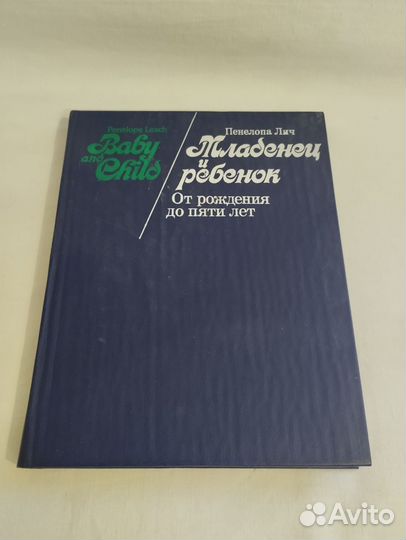 Penelope Leach
Baby
and
Child
Пенелопа Лич
Младенец
и
ребенок
От рождения
до пяти лет
Avito